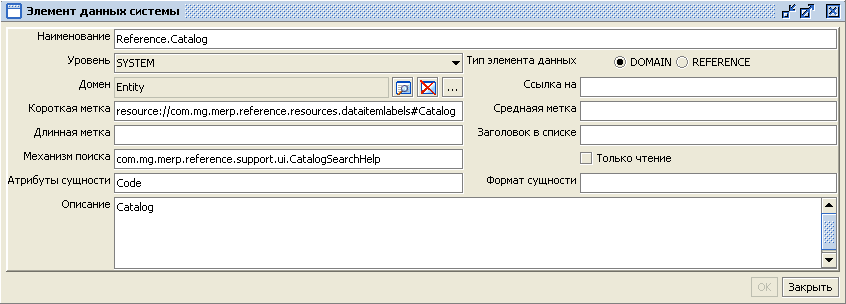 Элемент данных системы
Наименование Reference.Catalog
Уровень SYSTEM Тип элемента данных DOMAIN REFERENCE
Домен Entity ... Ссылка на
Короткая метка resource://com.mg.merp.reference.resources.dataitemlabels#Catalog Средняяя метка
Длинная метка Заголовок в списке
Механизм поиска com.mg.merp.reference.support.ui.CatalogSearchHelp Только чтение
Атрибуты сущности Code Формат сущности
Описание Catalog
OK Закрыть